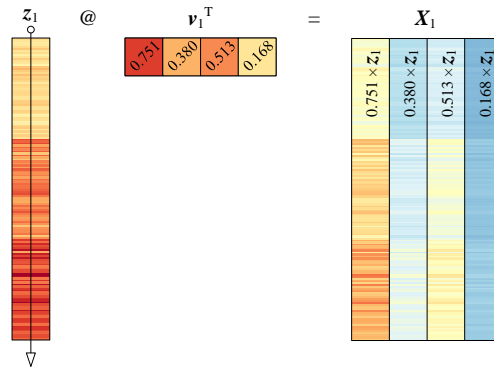 z₁ @ v₁ᵀ = X₁
0.751 0.380 0.513 0.168
0.751 × z₁
0.380 × z₁
0.513 × z₁
0.168 × z₁